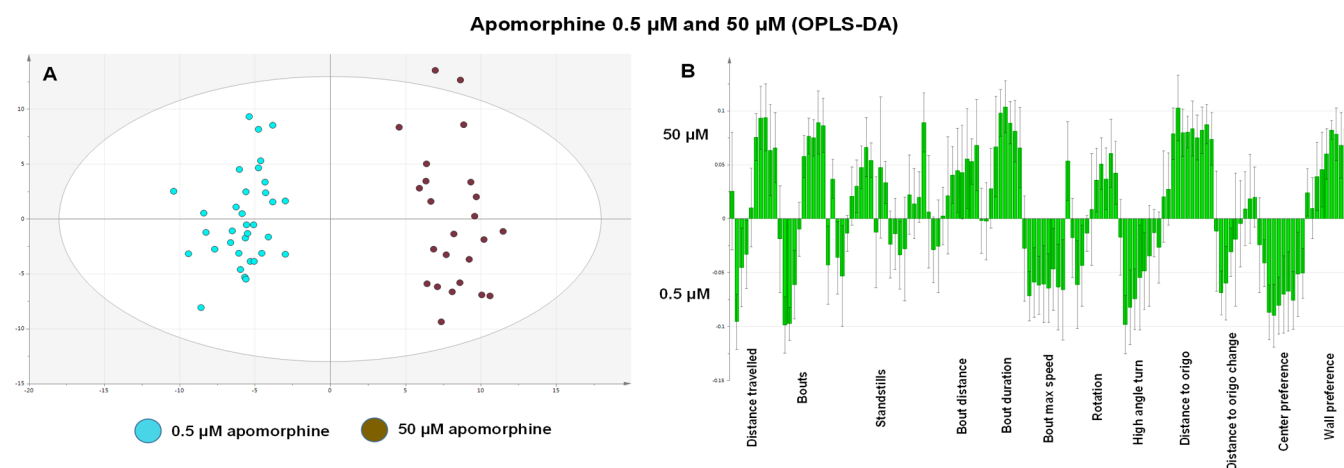 Apomorphine 0.5 µM and 50 µM (OPLS-DA)
A
10
5
0
-5
-10
-15
-20
-15
-10
-5
0
5
10
15
0.5 µM apomorphine
50 µM apomorphine
B
50 µM
0.5 µM
0.1
0.05
0
-0.05
-0.1
-0.15
Distance travelled
Bouts
Standstills
Bout distance
Bout duration
Bout max speed
Rotation
High angle turn
Distance to origo
Distance to origo change
Center preference
Wall preference